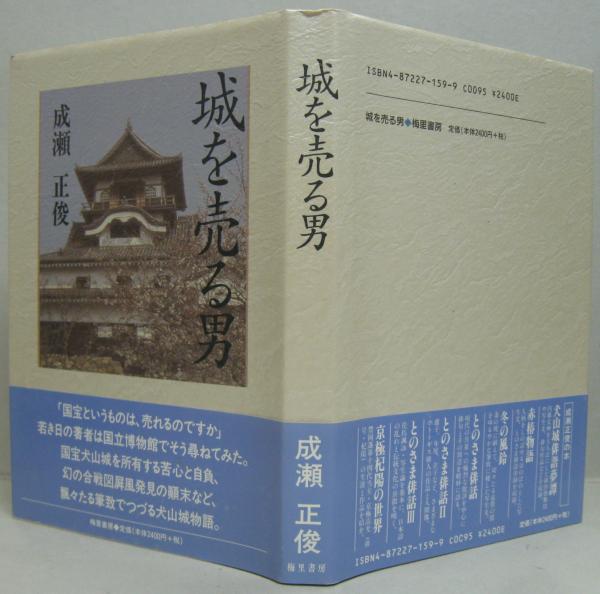 城を売る男
成瀬 正俊
「国宝というものは、売れるのですか」
若き日の著者は国立博物館でそう尋ねてみた。
国宝犬山城を所有する苦心と自負、
幻の合戦図屏風発見の顛末など、
飄々たる筆致でつづる犬山城物語。
梅里書房◆定価(本体2400円+税)
城を売る男
成瀬 正俊
梅里書房
ISBN4-87227-159-9 C0095 ¥2400E
城を売る男◆梅里書房 定価(本体2400円+税)
成瀬正俊の本
犬山城俳語夢譚
赤椿物語
冬の風鈴
とのさま俳話
とのさま俳話II
とのさま俳話III
京極杞陽の世界
定価(本体2400円+税)
ISBN4-87227-159-9 C0C95 ¥2400E